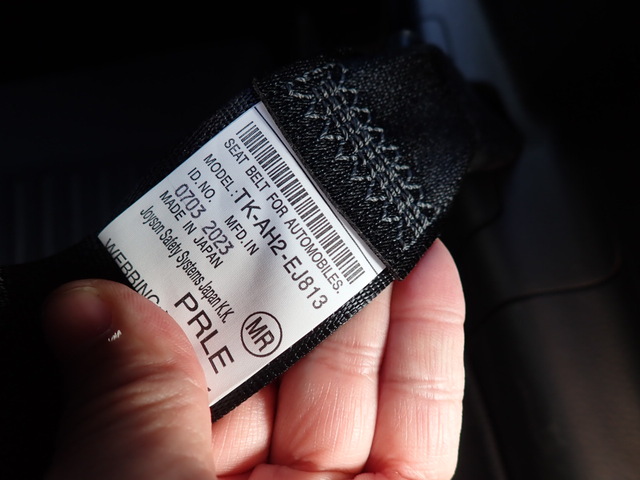 SEAT BELT FOR AUTOMOBILES.
MODEL : TK-AH2-EJ813
ID.NO. MFD.IN
0703 2023
MADE IN JAPAN
Joyson Safety Systems Japan K.K.
MR
WEBBING
PRLE